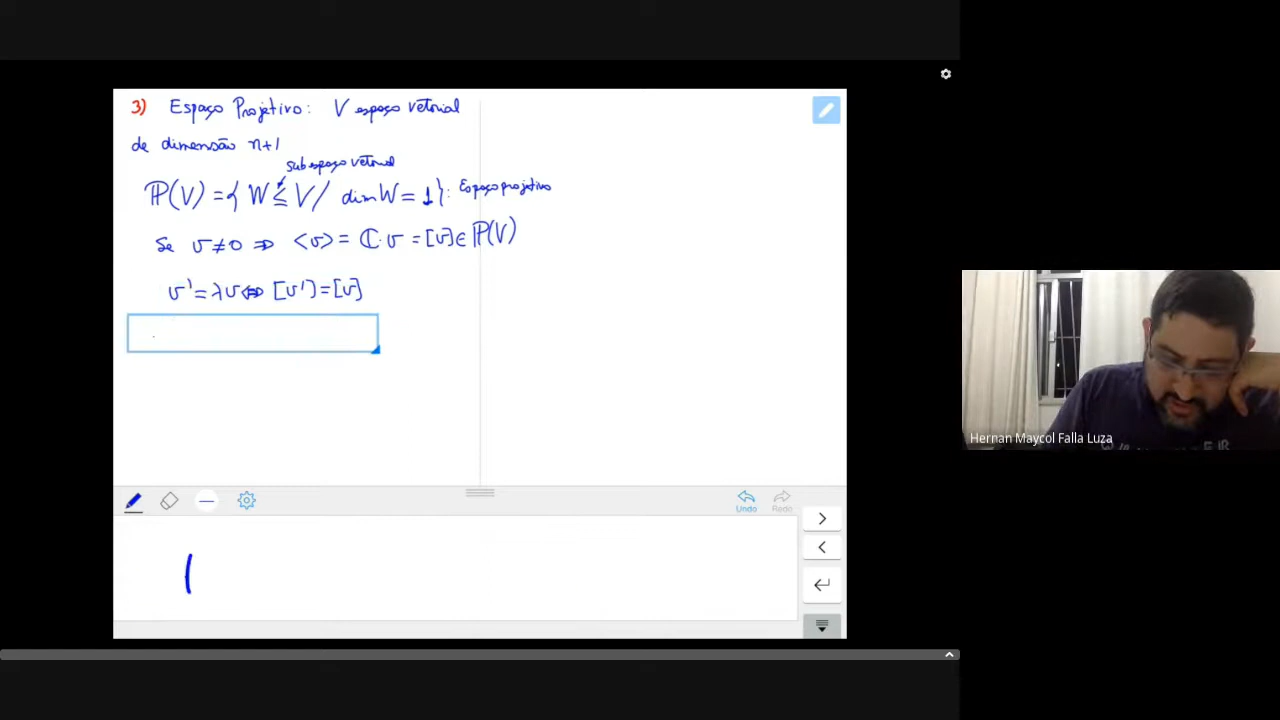 3) Espaço Projetivo: V espaço vetorial
de dimensão n+1
subespaço vetorial
ℙ(V) = { W ≤ V / dim W = 1 } : Espaço projetivo
Se v ≠ 0 ⇒ <v> = ℂ·v = [v] ∈ ℙ(V)
v' = λv ⇔ [v'] = [v]
Undo
Redo
Hernan Maycol Falla Luza